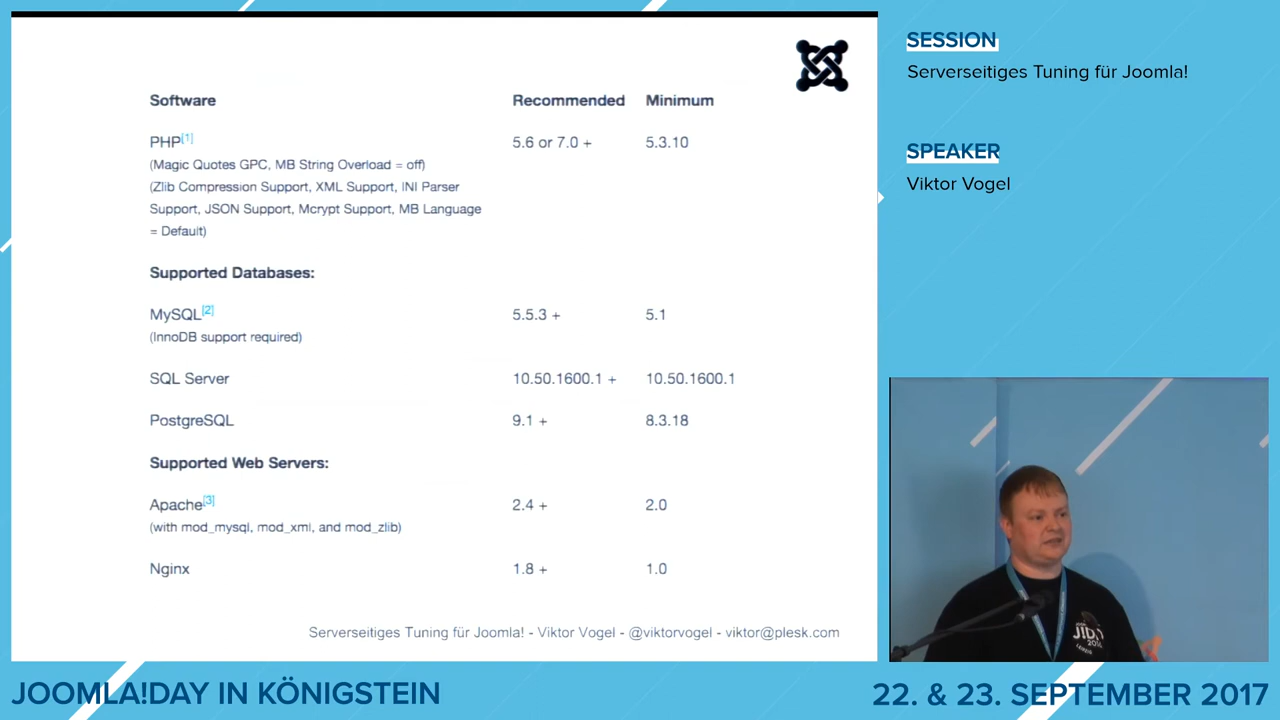 SESSION
Serverseitiges Tuning für Joomla!
SPEAKER
Viktor Vogel
Software Recommended Minimum
PHP[1] 5.6 or 7.0 + 5.3.10
(Magic Quotes GPC, MB String Overload = off)
(Zlib Compression Support, XML Support, INI Parser
Support, JSON Support, Mcrypt Support, MB Language
= Default)
Supported Databases:
MySQL[2] 5.5.3 + 5.1
(InnoDB support required)
SQL Server 10.50.1600.1 + 10.50.1600.1
PostgreSQL 9.1 + 8.3.18
Supported Web Servers:
Apache[3] 2.4 + 2.0
(with mod_mysql, mod_xml, and mod_zlib)
Nginx 1.8 + 1.0
Serverseitiges Tuning für Joomla! - Viktor Vogel - @viktorvogel - viktor@plesk.com
LEIPZIG
JOOMLA!DAY IN KÖNIGSTEIN
22. & 23. SEPTEMBER 2017